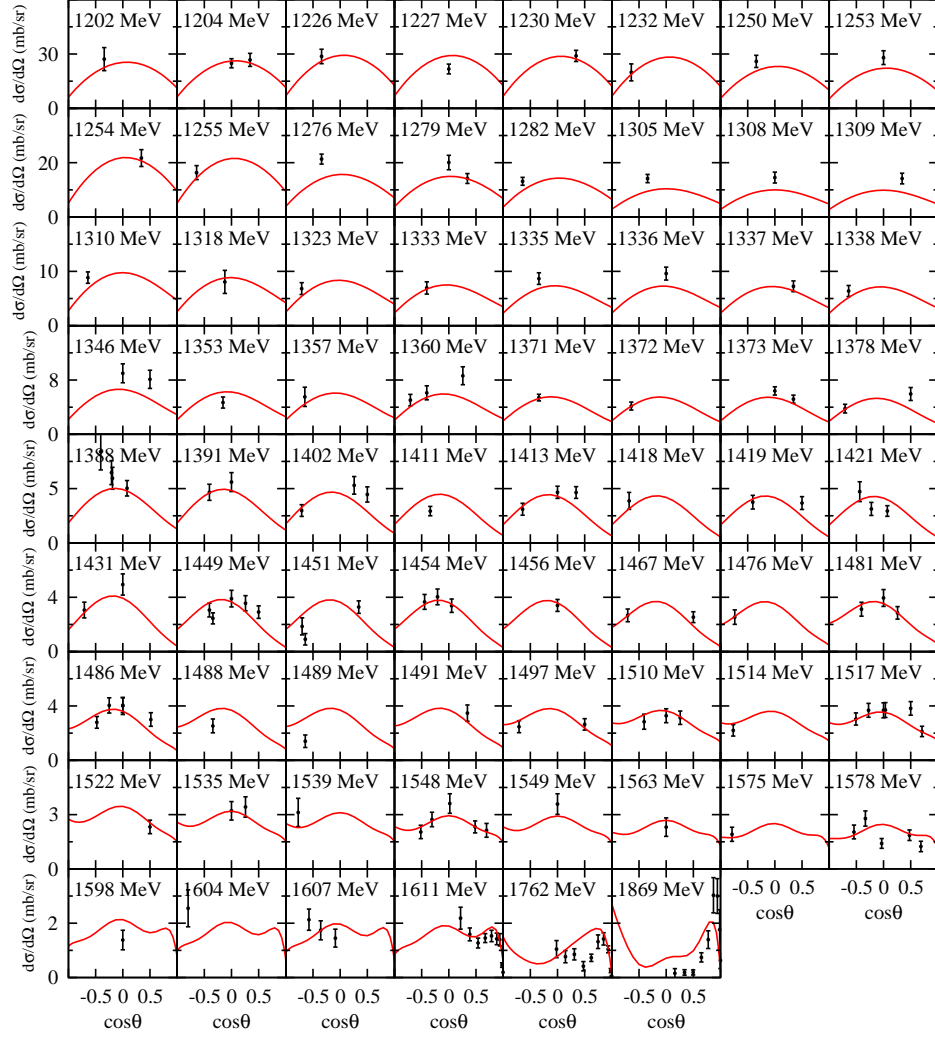 1202 MeV 1204 MeV 1226 MeV 1227 MeV 1230 MeV 1232 MeV 1250 MeV 1253 MeV
dσ/dΩ (mb/sr)
30
0
1254 MeV 1255 MeV 1276 MeV 1279 MeV 1282 MeV 1305 MeV 1308 MeV 1309 MeV
dσ/dΩ (mb/sr)
20
0
1310 MeV 1318 MeV 1323 MeV 1333 MeV 1335 MeV 1336 MeV 1337 MeV 1338 MeV
dσ/dΩ (mb/sr)
10
0
1346 MeV 1353 MeV 1357 MeV 1360 MeV 1371 MeV 1372 MeV 1373 MeV 1378 MeV
dσ/dΩ (mb/sr)
8
0
1388 MeV 1391 MeV 1402 MeV 1411 MeV 1413 MeV 1418 MeV 1419 MeV 1421 MeV
dσ/dΩ (mb/sr)
5
0
1431 MeV 1449 MeV 1451 MeV 1454 MeV 1456 MeV 1467 MeV 1476 MeV 1481 MeV
dσ/dΩ (mb/sr)
4
0
1486 MeV 1488 MeV 1489 MeV 1491 MeV 1497 MeV 1510 MeV 1514 MeV 1517 MeV
dσ/dΩ (mb/sr)
4
0
1522 MeV 1535 MeV 1539 MeV 1548 MeV 1549 MeV 1563 MeV 1575 MeV 1578 MeV
dσ/dΩ (mb/sr)
3
0
1598 MeV 1604 MeV 1607 MeV 1611 MeV 1762 MeV 1869 MeV
dσ/dΩ (mb/sr)
2
0
-0.5 0 0.5 -0.5 0 0.5
cosθ cosθ
-0.5 0 0.5 -0.5 0 0.5 -0.5 0 0.5 -0.5 0 0.5 -0.5 0 0.5 -0.5 0 0.5
cosθ cosθ cosθ cosθ cosθ cosθ